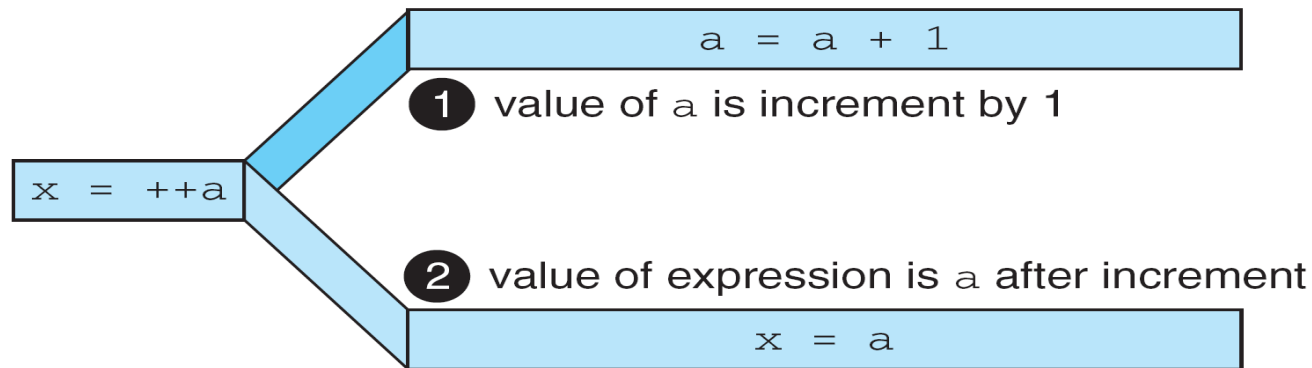 a = a + 1
1 value of a is increment by 1
x = ++a
2 value of expression is a after increment
x = a